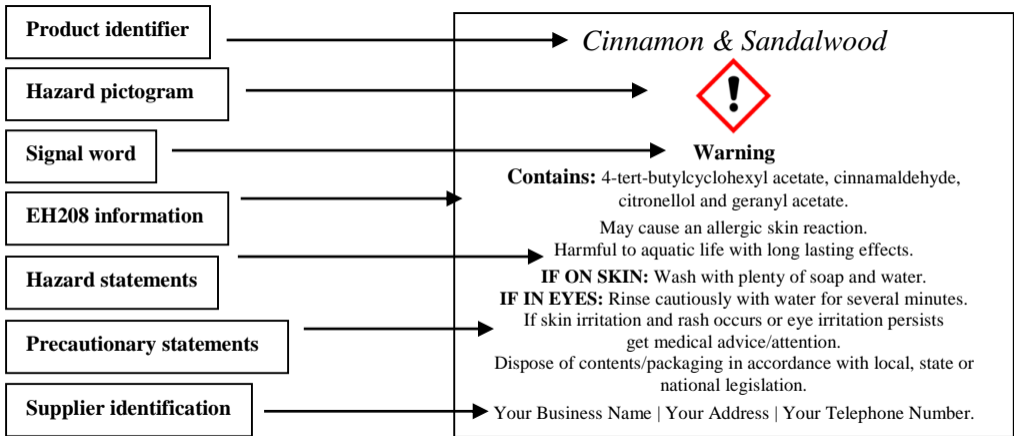 Product identifier
Hazard pictogram
Signal word
EH208 information
Hazard statements
Precautionary statements
Supplier identification
Cinnamon & Sandalwood
!
Warning
Contains: 4-tert-butylcyclohexyl acetate, cinnamaldehyde,
citronellol and geranyl acetate.
May cause an allergic skin reaction.
Harmful to aquatic life with long lasting effects.
IF ON SKIN: Wash with plenty of soap and water.
IF IN EYES: Rinse cautiously with water for several minutes.
If skin irritation and rash occurs or eye irritation persists
get medical advice/attention.
Dispose of contents/packaging in accordance with local, state or
national legislation.
Your Business Name | Your Address | Your Telephone Number.